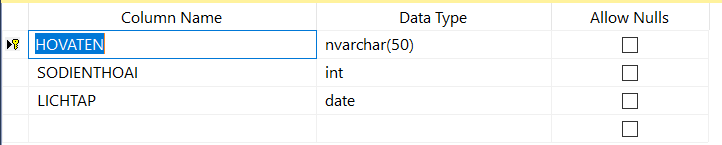 Column Name Data Type Allow Nulls
HOVATEN nvarchar(50)
SODIENTHOAI int
LICHTAP date